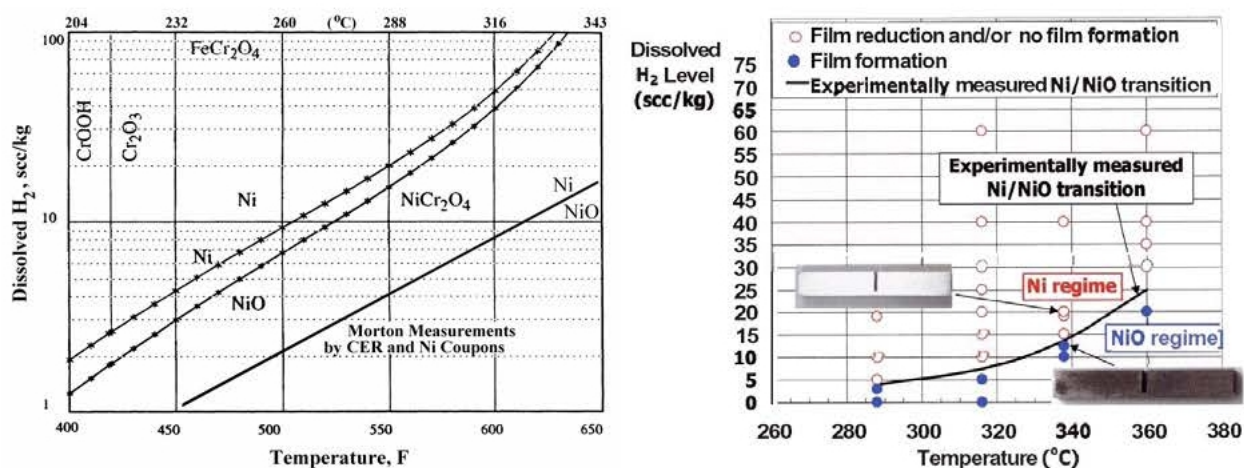 204 232 260 (°C) 288 316 343
100
FeCr2O4
CrOOH
Cr2O3
Dissolved H2, scc/kg
Ni
NiCr2O4
Ni
NiO
10
Ni
NiO
Morton Measurements
by CER and Ni Coupons
1
400 450 500 550 600 650
Temperature, F
Dissolved
H2 Level
(scc/kg)
Film reduction and/or no film formation
Film formation
Experimentally measured Ni/NiO transition
75
70
65
60
55
50
45
40
35
30
25
20
15
10
5
0
Experimentally measured
Ni/NiO transition
Ni regime
NiO regime]
260 280 300 320 340 360 380
Temperature (°C)